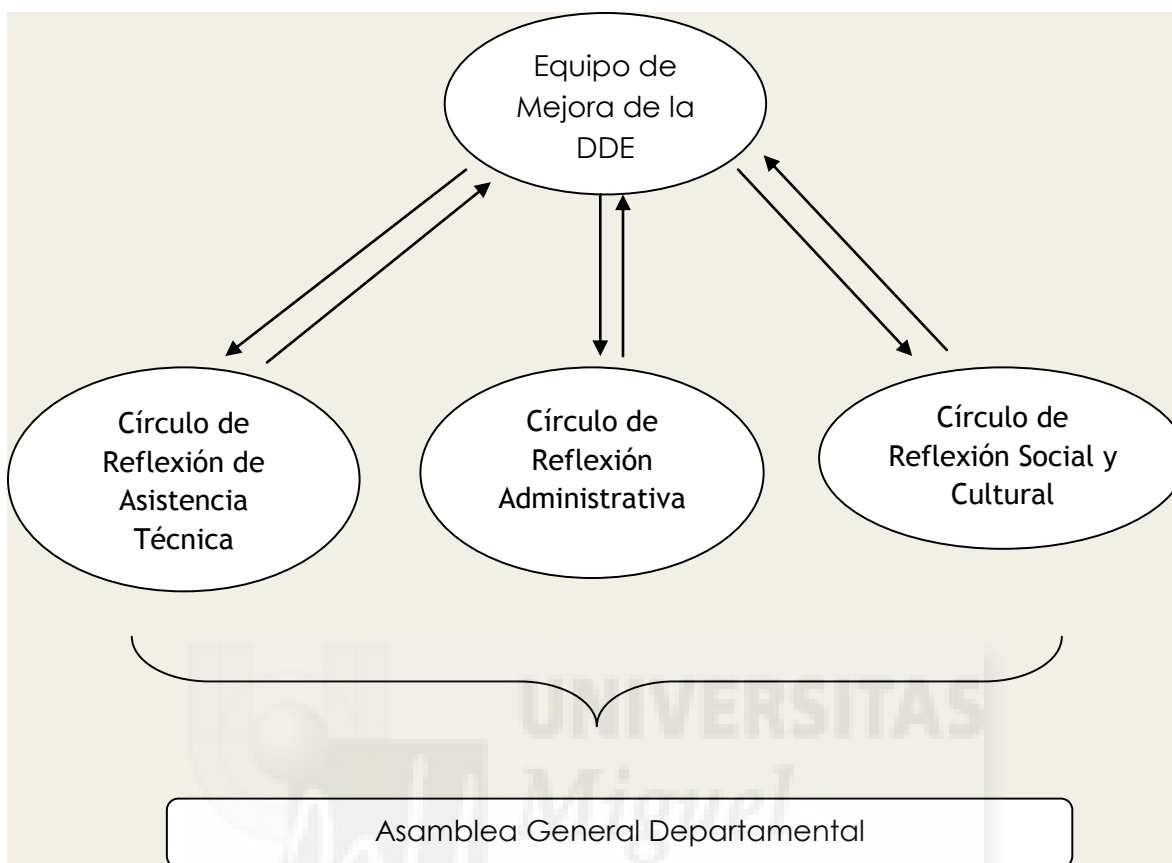 Equipo de
Mejora de la
DDE
Círculo de
Reflexión de
Asistencia
Técnica
Círculo de
Reflexión
Administrativa
Círculo de
Reflexión Social y
Cultural
UNIVERSITAS
Miguel
Asamblea General Departamental